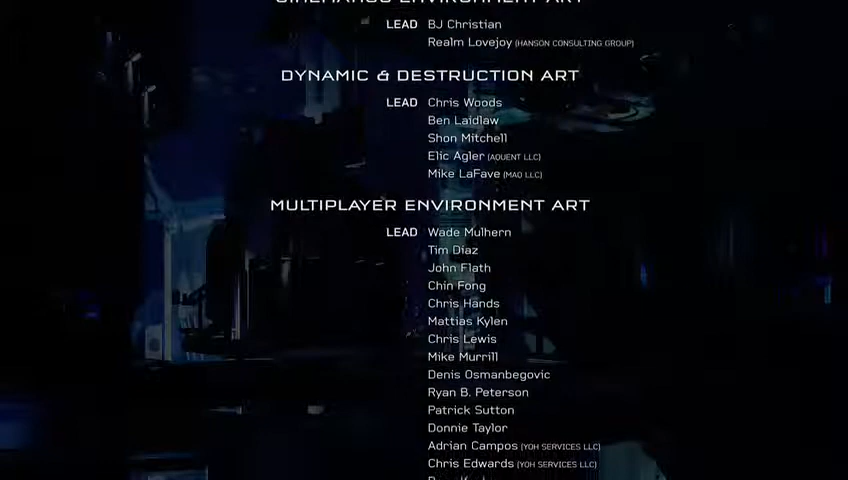 CINEMATICS ENVIRONMENT ART
LEAD BJ Christian
Realm Lovejoy (HANSON CONSULTING GROUP)
DYNAMIC & DESTRUCTION ART
LEAD Chris Woods
Ben Laidlaw
Shon Mitchell
Elic Agler (AQUENT LLC)
Mike LaFave (MAQ LLC)
MULTIPLAYER ENVIRONMENT ART
LEAD Wade Mulhern
Tim Diaz
John Flath
Chin Fong
Chris Hands
Mattias Kylen
Chris Lewis
Mike Murrill
Denis Osmanbegovic
Ryan B. Peterson
Patrick Sutton
Donnie Taylor
Adrian Campos (YOH SERVICES LLC)
Chris Edwards (YOH SERVICES LLC)